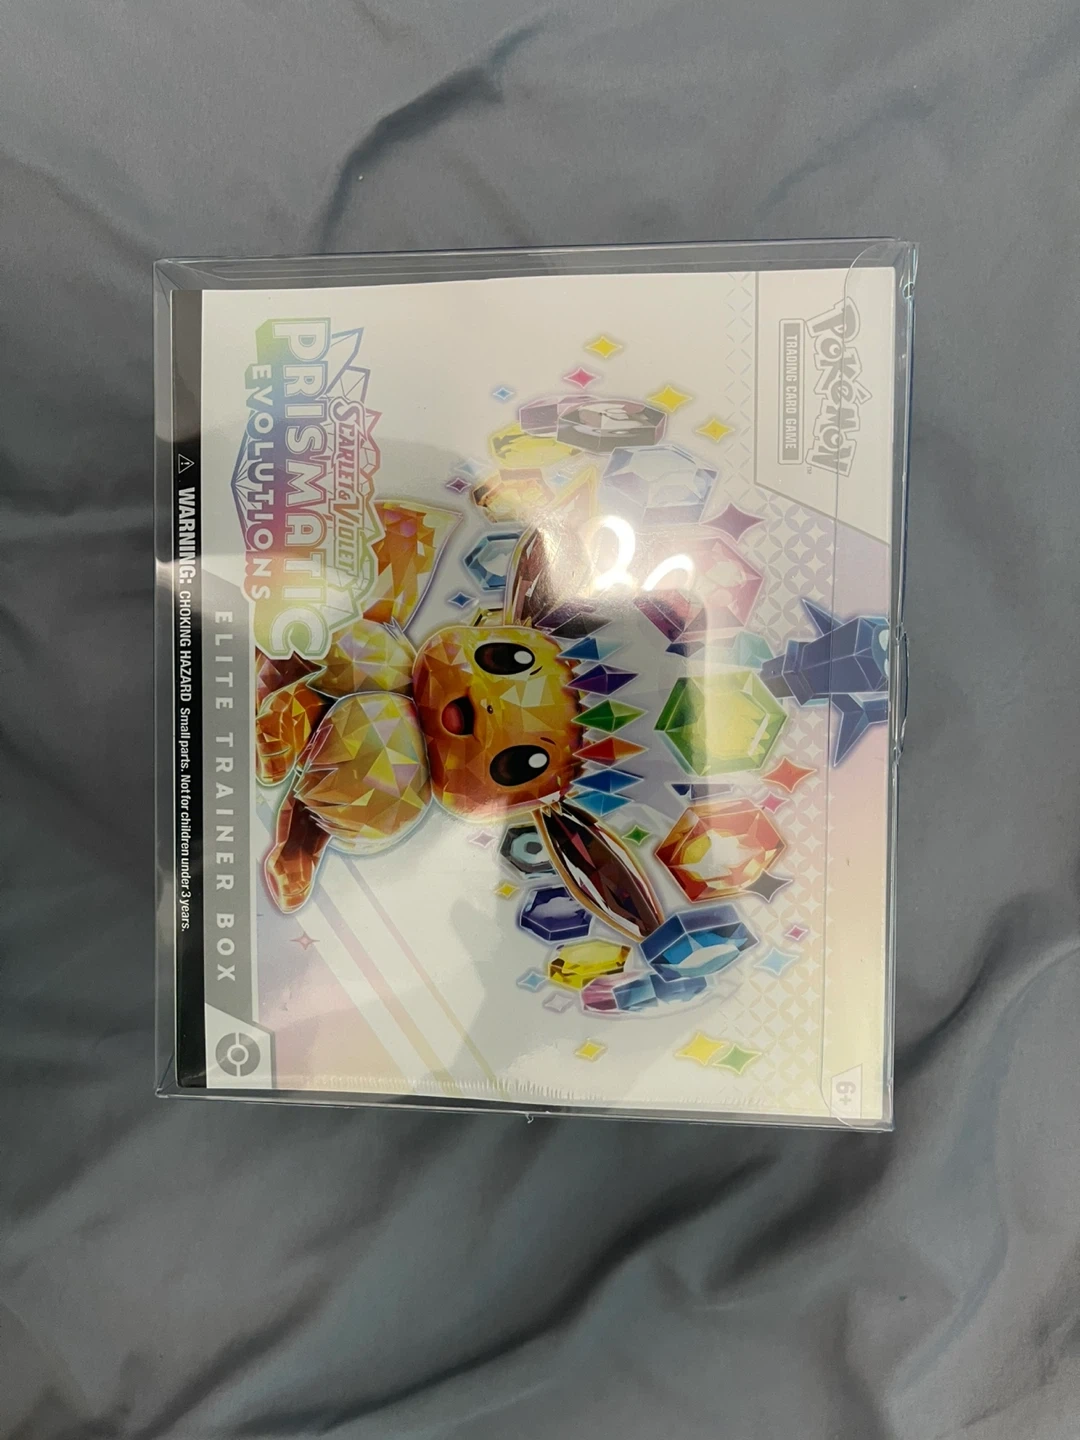 Pokémon
TRADING CARD GAME
SCARLET & VIOLET
PRISMATIC
EVOLUTIONS
ELITE TRAINER BOX
WARNING: CHOKING HAZARD Small parts. Not for children under 3 years.
6+